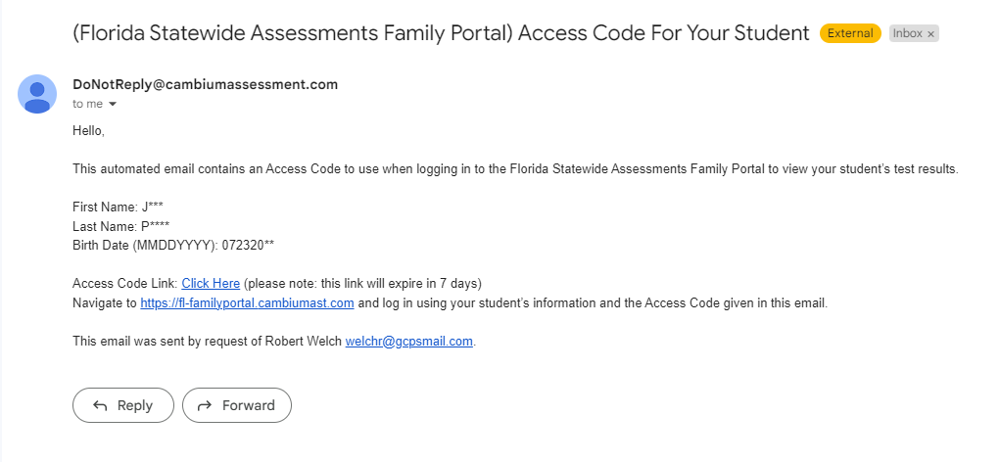 (Florida Statewide Assessments Family Portal) Access Code For Your Student External Inbox ×
DoNotReply@cambiumassessment.com
to me
Hello,
This automated email contains an Access Code to use when logging in to the Florida Statewide Assessments Family Portal to view your student's test results.
First Name: J***
Last Name: P****
Birth Date (MMDDYYYY): 072320**
Access Code Link: Click Here (please note: this link will expire in 7 days)
Navigate to https://fl-familyportal.cambiumast.com and log in using your student's information and the Access Code given in this email.
This email was sent by request of Robert Welch welchr@gcpsmail.com.
Reply Forward